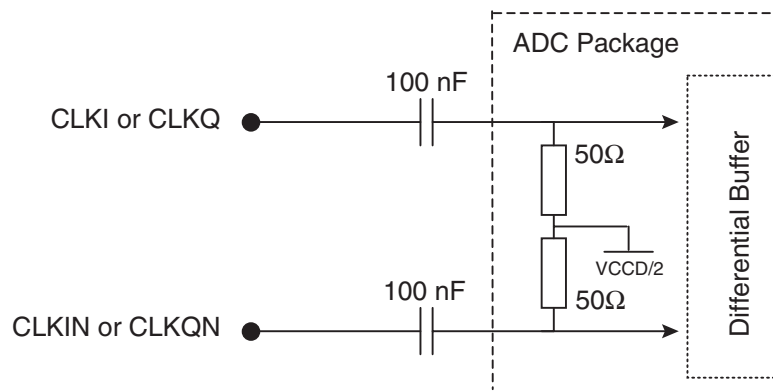 ADC Package
100 nF
CLKI or CLKQ
50Ω
VCCD/2
Differential Buffer
100 nF
50Ω
CLKIN or CLKQN